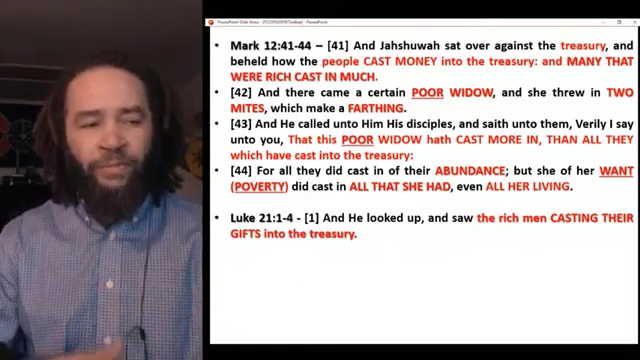 PowerPoint Slide Show
• Mark 12:41-44 – [41] And Jahshuwah sat over against the treasury, and
beheld how the people CAST MONEY into the treasury: and MANY THAT
WERE RICH CAST IN MUCH.
• [42] And there came a certain POOR WIDOW, and she threw in TWO
MITES, which make a FARTHING.
• [43] And He called unto Him His disciples, and saith unto them, Verily I say
unto you, That this POOR WIDOW hath CAST MORE IN, THAN ALL THEY
which have cast into the treasury:
• [44] For all they did cast in of their ABUNDANCE; but she of her WANT
(POVERTY) did cast in ALL THAT SHE HAD, even ALL HER LIVING.
• Luke 21:1-4 - [1] And He looked up, and saw the rich men CASTING THEIR
GIFTS into the treasury.